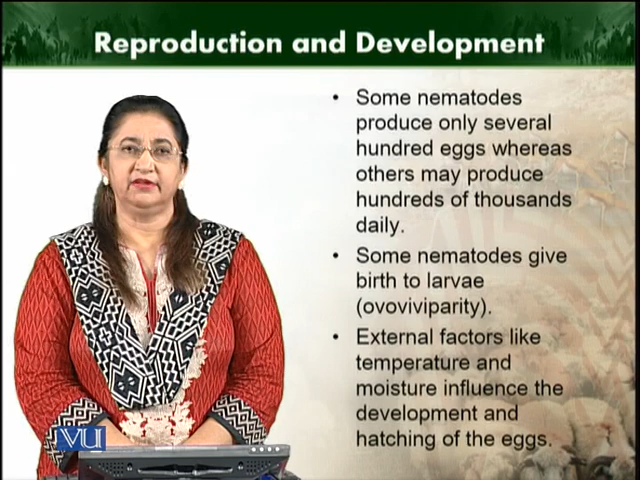 Reproduction and Development
• Some nematodes
produce only several
hundred eggs whereas
others may produce
hundreds of thousands
daily.
• Some nematodes give
birth to larvae
(ovoviviparity).
• External factors like
temperature and
moisture influence the
development and
hatching of the eggs.
VU